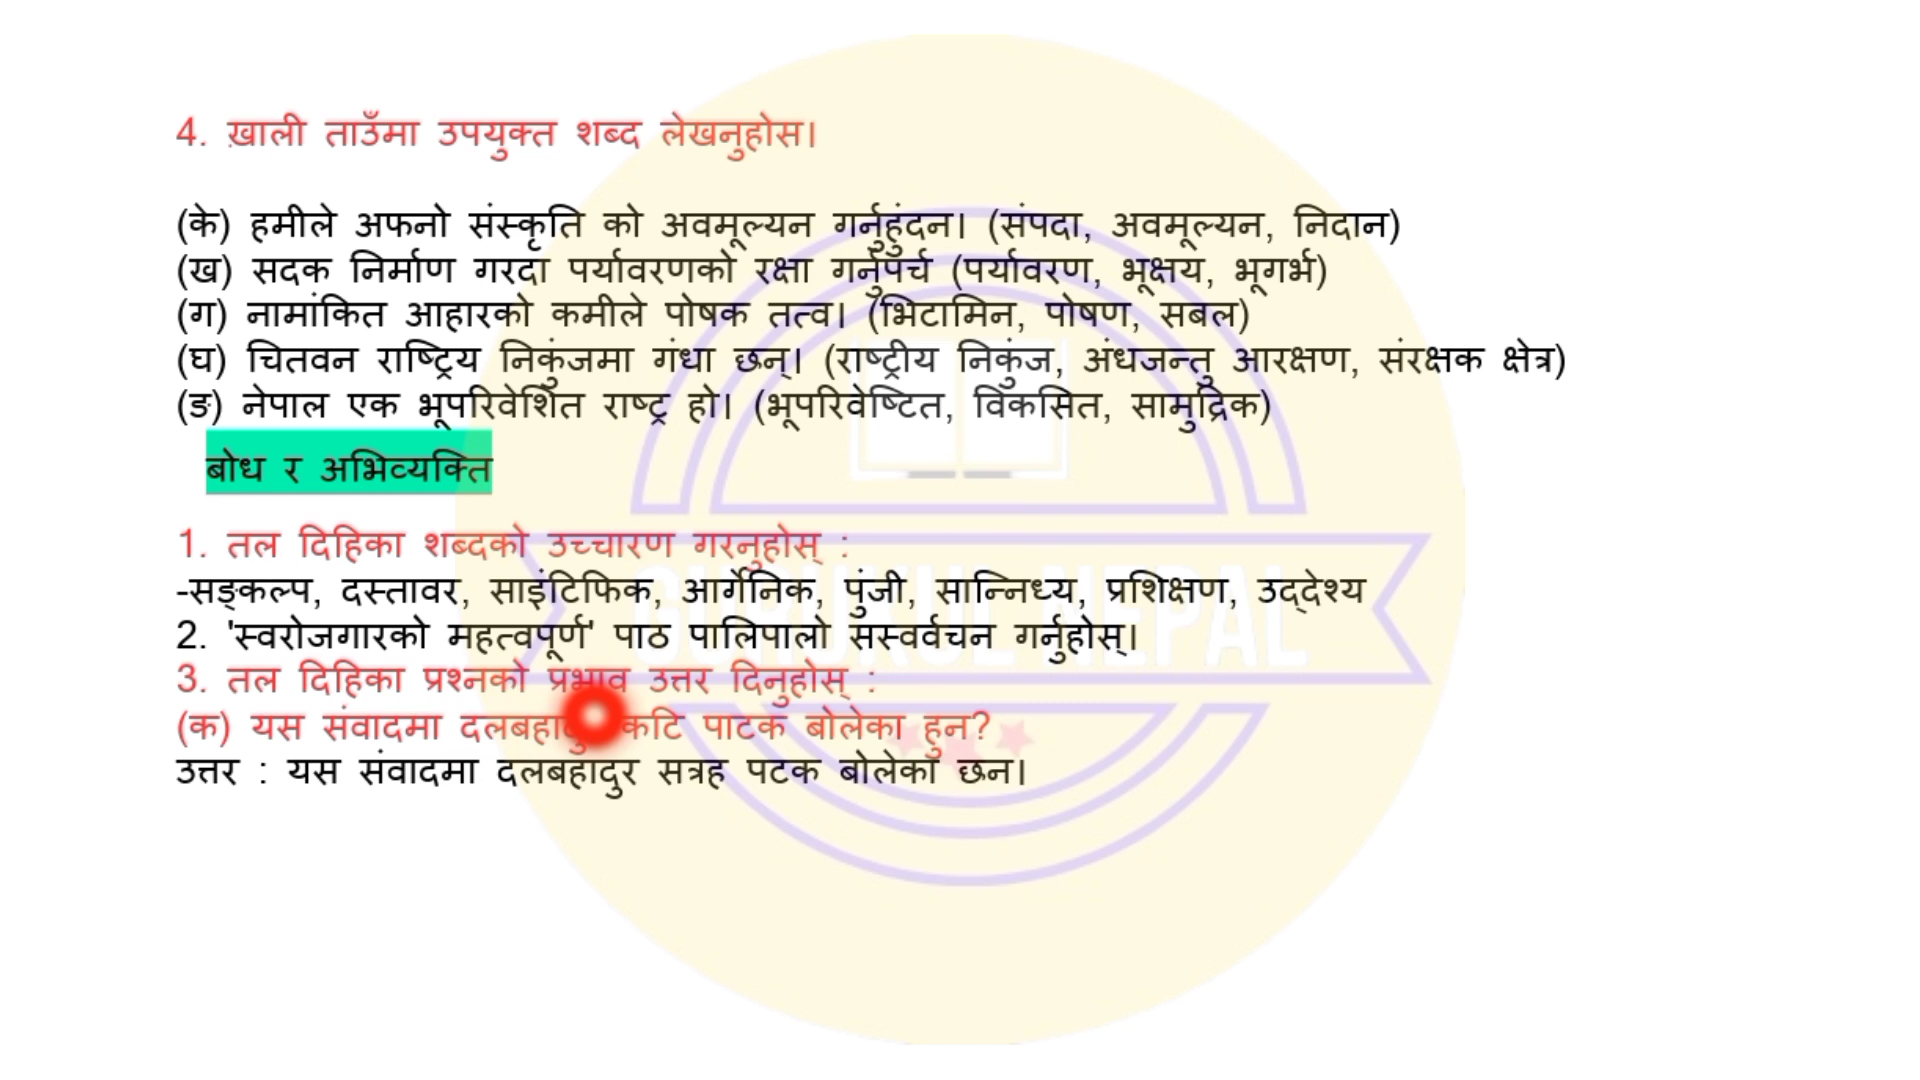 4. ख़ाली ताउँमा उपयुक्त शब्द लेखनुहोस।
(के) हमीले अफनो संस्कृति को अवमूल्यन गर्नुहुंदन। (संपदा, अवमूल्यन, निदान)
(ख) सदक निर्माण गरदा पर्यावरणको रक्षा गर्नुपर्च (पर्यावरण, भूक्षय, भूगर्भ)
(ग) नामांकित आहारको कमीले पोषक तत्व। (भिटामिन, पोषण, सबल)
(घ) चितवन राष्ट्रिय निकुंजमा गंधा छन्। (राष्ट्रीय निकुंज, अंधजन्तु आरक्षण, संरक्षक क्षेत्र)
(ङ) नेपाल एक भूपरिवेशित राष्ट्र हो। (भूपरिवेष्टित, विकसित, सामुद्रिक)
बोध र अभिव्यक्ति
1. तल दिहिका शब्दको उच्चारण गरनुहोस् :
-सङ्कल्प, दस्तावर, साइंटिफिक, आर्गेनिक, पुंजी, सान्निध्य, प्रशिक्षण, उद्देश्य
2. 'स्वरोजगारको महत्वपूर्ण' पाठ पालिपालो सस्वर्वचन गर्नुहोस्।
3. तल दिहिका प्रश्नको प्रभाव उत्तर दिनुहोस् :
(क) यस संवादमा कटि पाटक बोलेका हुन?
उत्तर : यस संवादमा दलबहादुर सत्रह पटक बोलेका छन।
GURUKUL NEPAL